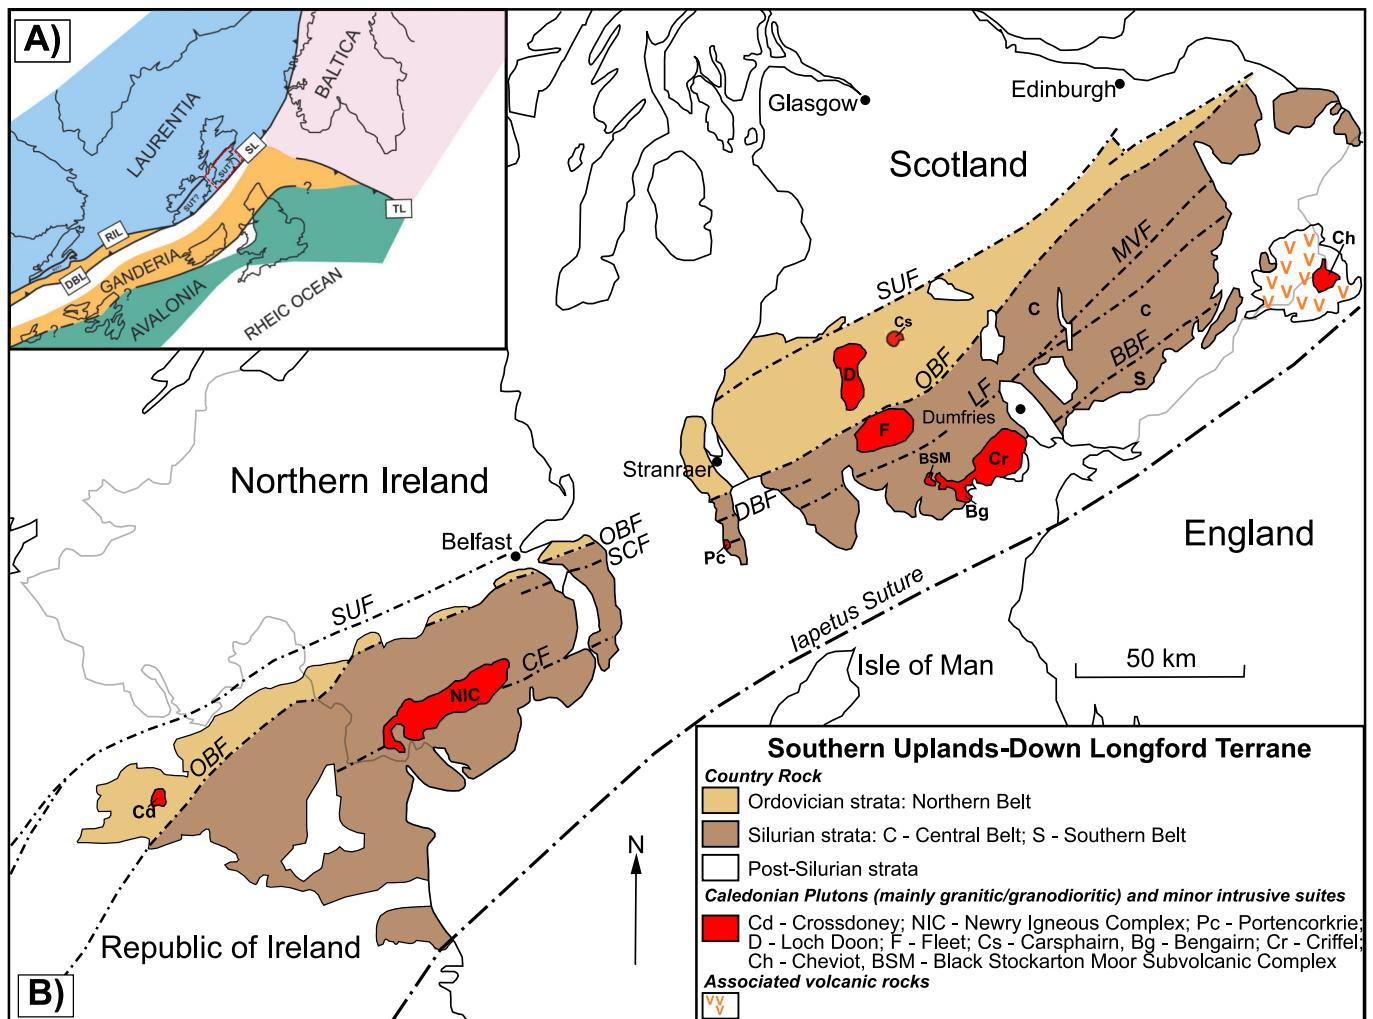 A)
LAURENTIA
BALTICA
SL
SUT?
SUT?
RIL
DBL
GANDERIA
AVALONIA
RHEIC OCEAN
TL
?
?
?
?
Glasgow
Edinburgh
Scotland
SUF
MVF
Ch
Cs
C
C
OBF
BBF
D
LF
S
F
Dumfries
Stranraer
BSM
Cr
DBF
Bg
Pc
England
Northern Ireland
Belfast
OBF
SCF
SUF
Iapetus Suture
CF
Isle of Man
50 km
NIC
OBF
Cd
N
Republic of Ireland
B)
Southern Uplands-Down Longford Terrane
Country Rock
Ordovician strata: Northern Belt
Silurian strata: C - Central Belt; S - Southern Belt
Post-Silurian strata
Caledonian Plutons (mainly granitic/granodioritic) and minor intrusive suites
Cd - Crossdoney; NIC - Newry Igneous Complex; Pc - Portencorkrie;
D - Loch Doon; F - Fleet; Cs - Carsphairn, Bg - Bengairn; Cr - Criffel;
Ch - Cheviot, BSM - Black Stockarton Moor Subvolcanic Complex
Associated volcanic rocks